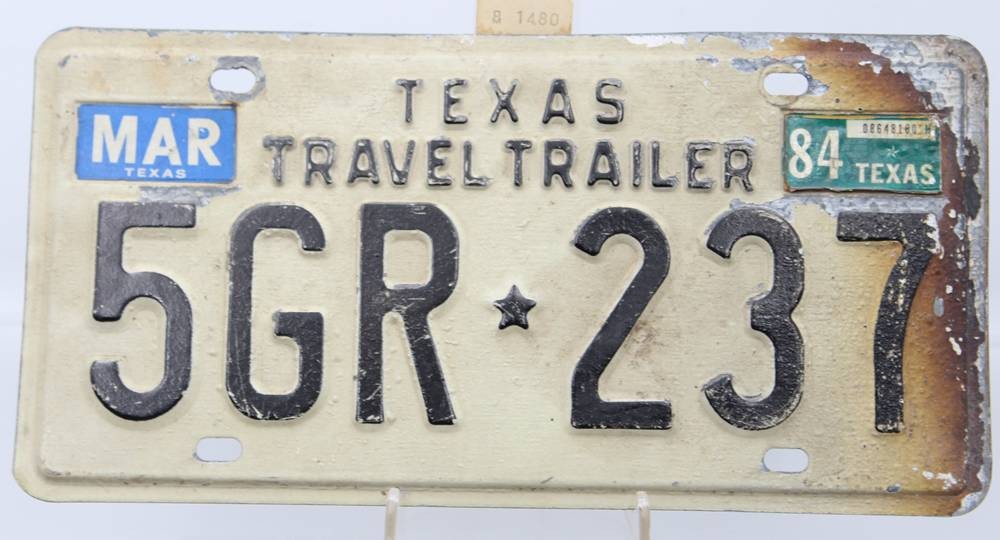 8 1480
TEXAS
TRAVEL TRAILER
MAR
TEXAS
84 TEXAS
5GR★237